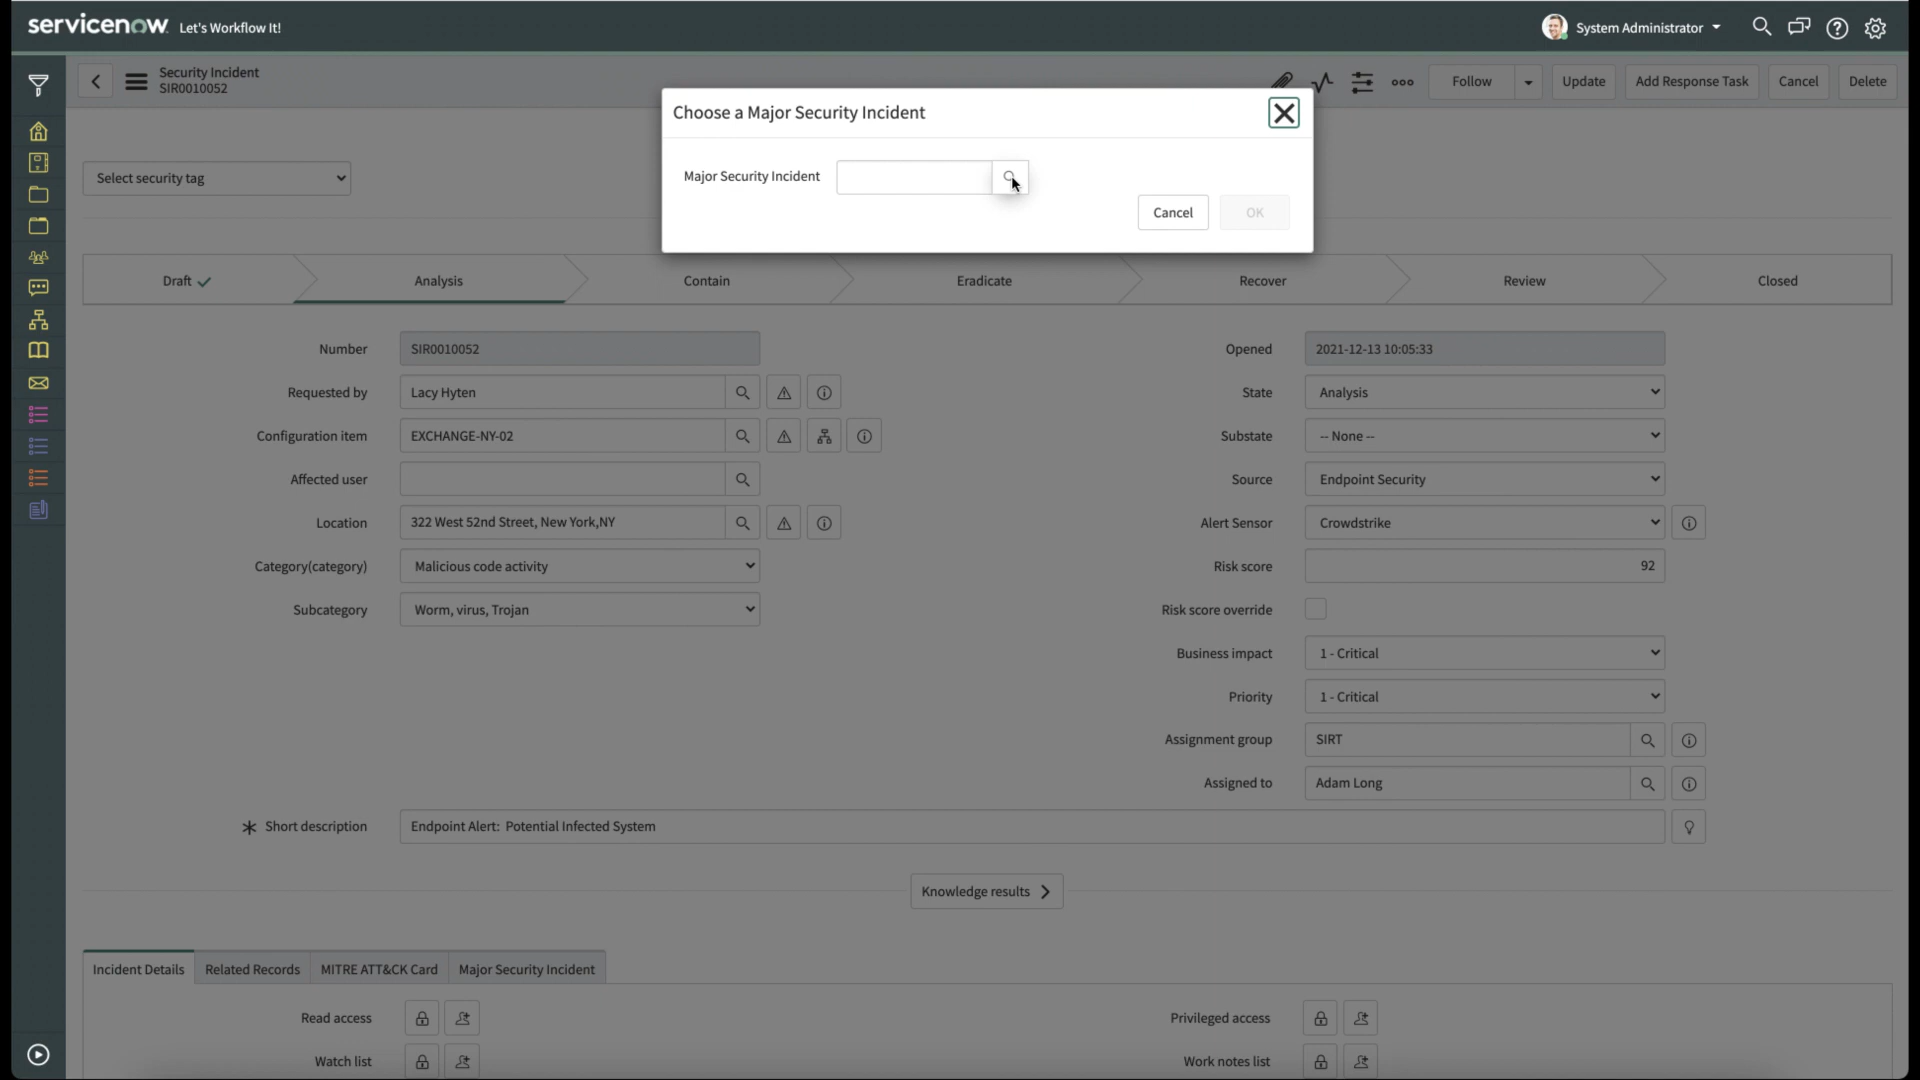 servicenow Let's Workflow It!
System Administrator
Security Incident
SIR0010052
Follow
Update
Add Response Task
Cancel
Delete
Choose a Major Security Incident
Major Security Incident
Cancel
OK
Select security tag
Draft
Analysis
Contain
Eradicate
Recover
Review
Closed
Number SIR0010052
Opened 2021-12-13 10:05:33
Requested by Lacy Hyten
State Analysis
Configuration item EXCHANGE-NY-02
Substate -- None --
Affected user
Source Endpoint Security
Location 322 West 52nd Street, New York,NY
Alert Sensor Crowdstrike
Category(category) Malicious code activity
Risk score 92
Subcategory Worm, virus, Trojan
Risk score override
Business impact 1 - Critical
Priority 1 - Critical
Assignment group SIRT
Assigned to Adam Long
Short description Endpoint Alert: Potential Infected System
Knowledge results
Incident Details
Related Records
MITRE ATT&CK Card
Major Security Incident
Read access
Privileged access
Watch list
Work notes list